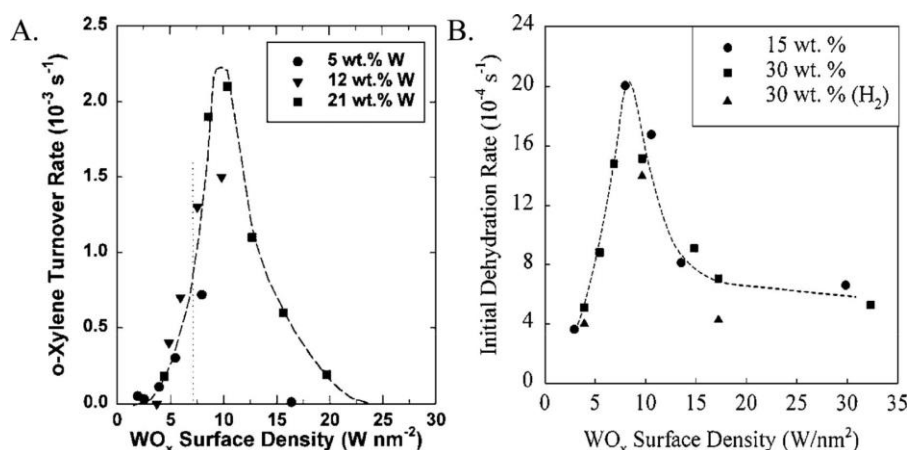 A.
o-Xylene Turnover Rate (10⁻³ s⁻¹)
2.5
2.0
1.5
1.0
0.5
0.0
5 wt.% W
12 wt.% W
21 wt.% W
0 5 10 15 20 25 30
WOₓ Surface Density (W nm⁻²)
B.
Initial Dehydration Rate (10⁻⁴ s⁻¹)
24
20
16
12
8
4
0
15 wt. %
30 wt. %
30 wt. % (H₂)
0 5 10 15 20 25 30 35
WOₓ Surface Density (W/nm²)